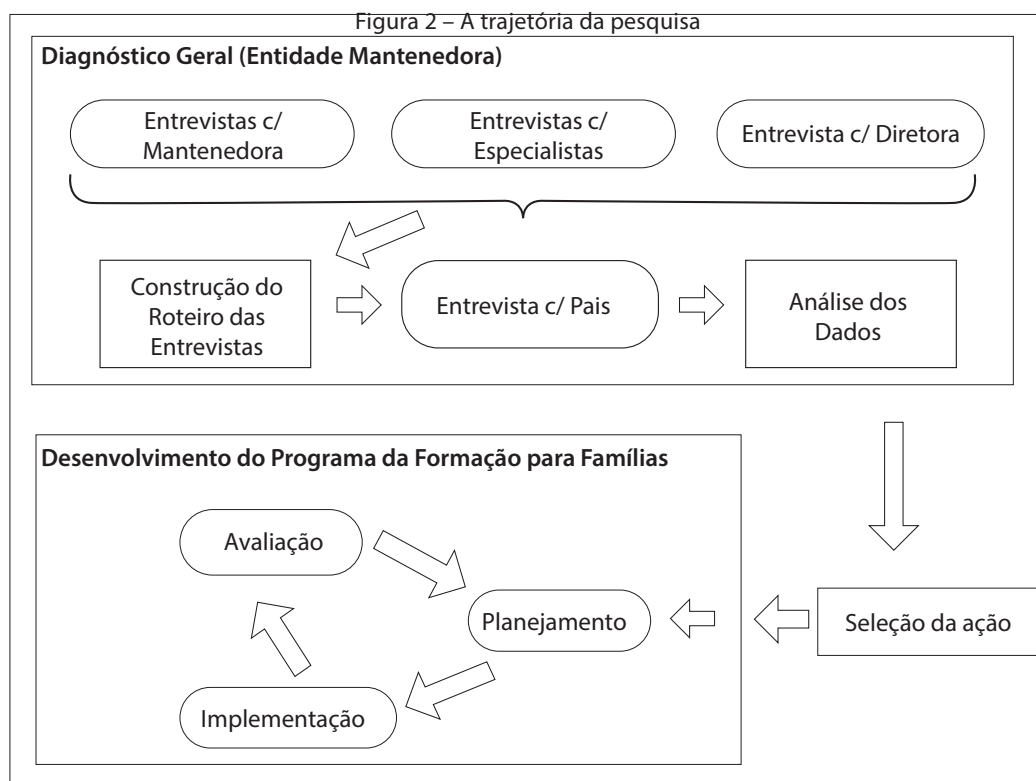 Figura 2 – A trajetória da pesquisa
Diagnóstico Geral (Entidade Mantenedora)
Entrevistas c/
Mantenedora
Entrevistas c/
Especialistas
Entrevista c/ Diretora
Construção do
Roteiro das
Entrevistas
Entrevista c/ Pais
Análise dos
Dados
Desenvolvimento do Programa da Formação para Famílias
Avaliação
Planejamento
Seleção da ação
Implementação